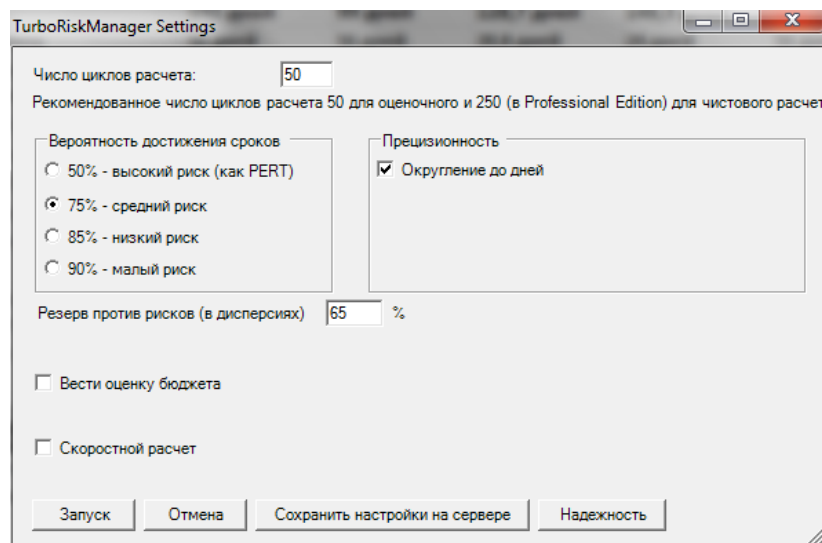 TurboRiskManager Settings
Число циклов расчета: 50
Рекомендованное число циклов расчета 50 для оценочного и 250 (в Professional Edition) для чистового расчет
Вероятность достижения сроков
50% - высокий риск (как PERT)
75% - средний риск
85% - низкий риск
90% - малый риск
Прецизионность
Округление до дней
Резерв против рисков (в дисперсиях) 65 %
Вести оценку бюджета
Скоростной расчет
Запуск Отмена Сохранить настройки на сервере Надежность